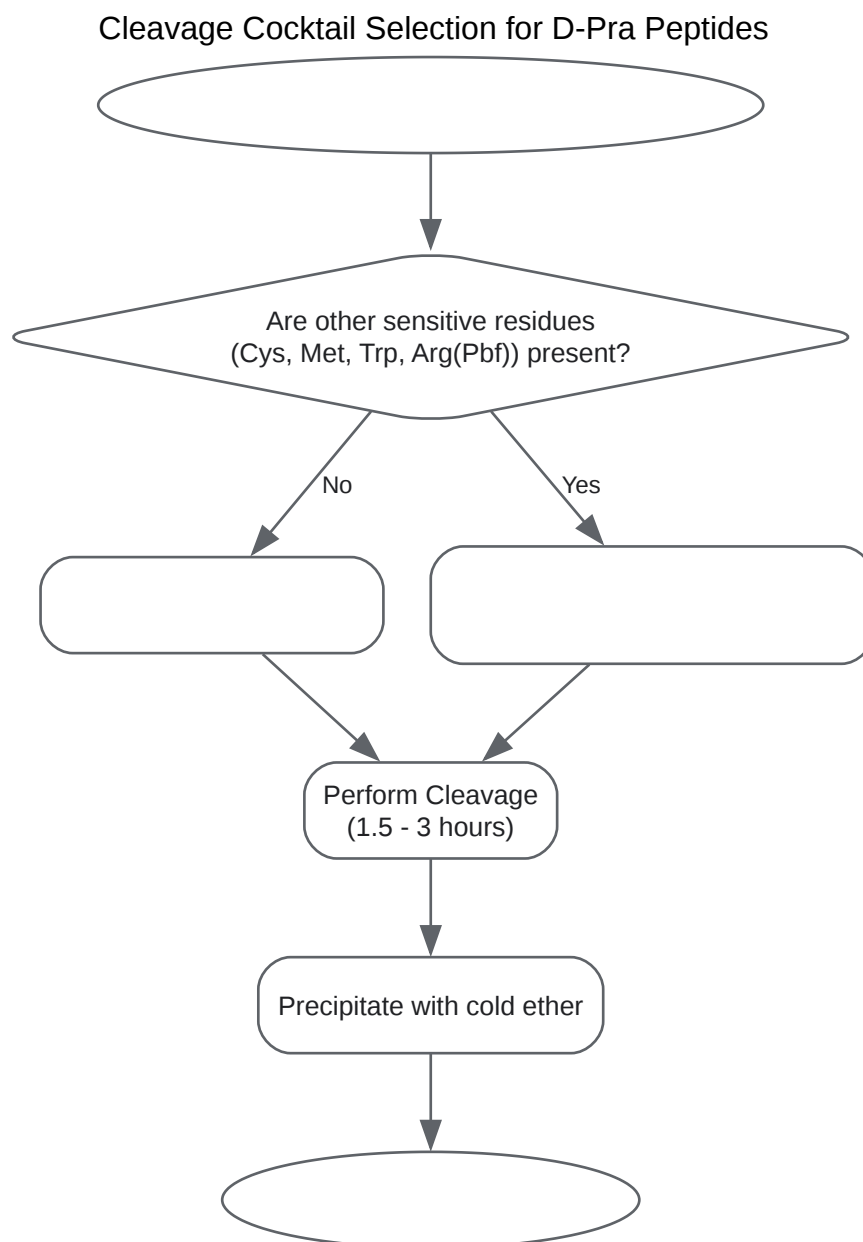 Cleavage Cocktail Selection for D-Pra Peptides
Are other sensitive residues
(Cys, Met, Trp, Arg(Pbf)) present?
No
Yes
Perform Cleavage
(1.5 - 3 hours)
Precipitate with cold ether